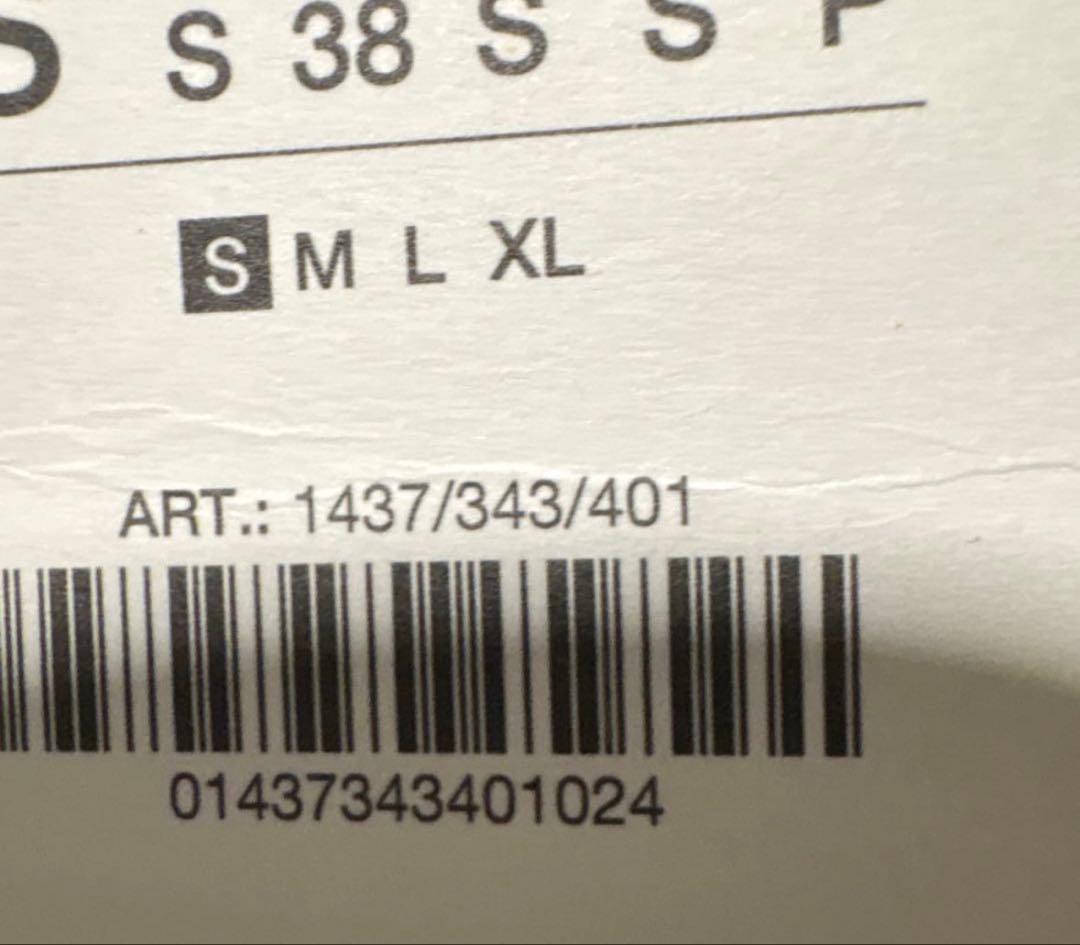 S S 38 S S P
S M L XL
ART.: 1437/343/401
01437343401024